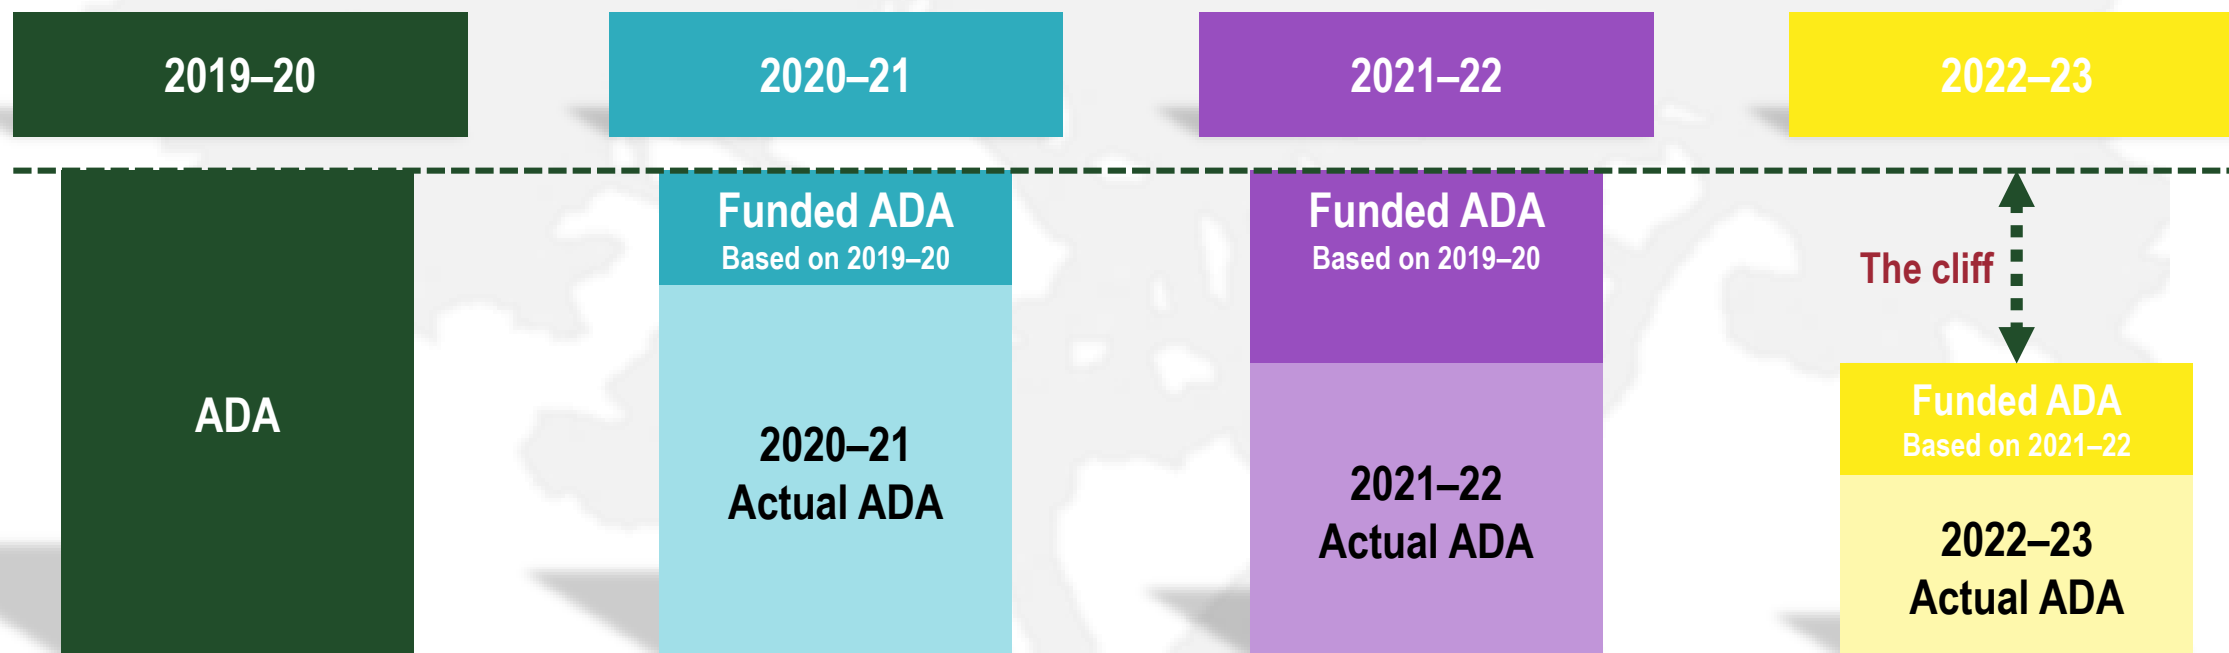 2019–20
2020–21
2021–22
2022–23
ADA
Funded ADA
Based on 2019–20
2020–21
Actual ADA
Funded ADA
Based on 2019–20
2021–22
Actual ADA
The cliff
Funded ADA
Based on 2021–22
2022–23
Actual ADA